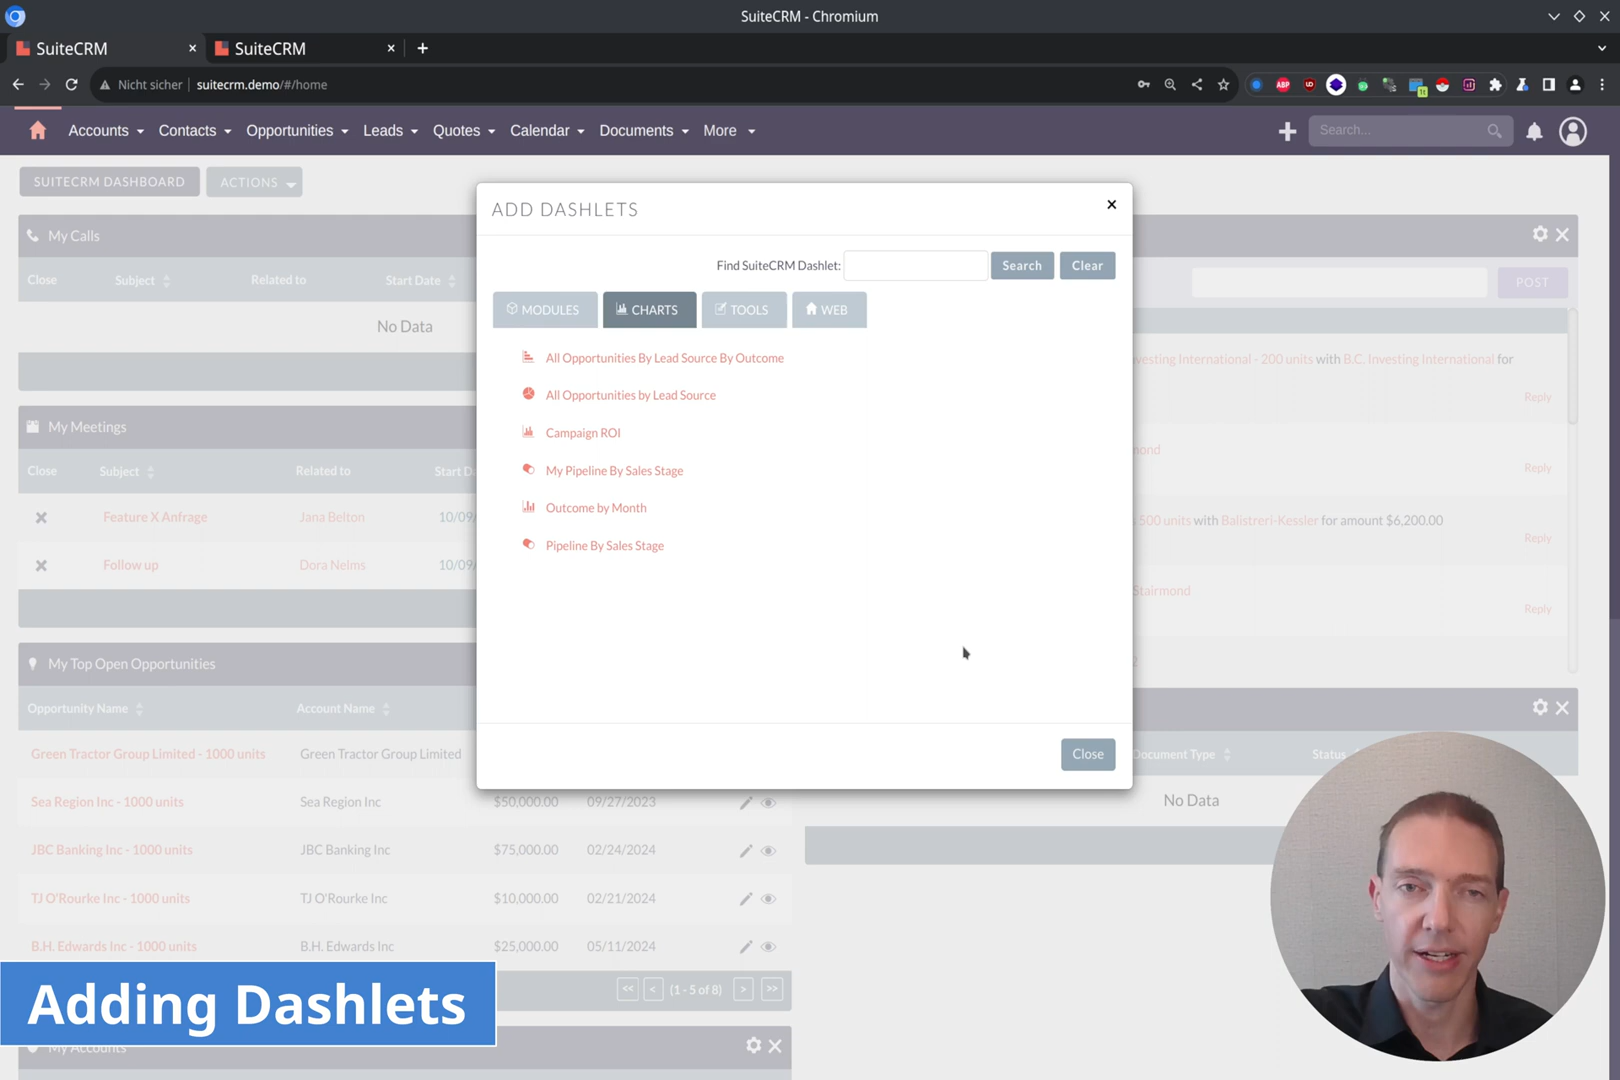 SuiteCRM - Chromium
SuiteCRM
SuiteCRM
Nicht sicher
suitecrm.demo/#/home
Accounts
Contacts
Opportunities
Leads
Quotes
Calendar
Documents
More
Search...
SUITECRM DASHBOARD
ACTIONS
ADD DASHLETS
Find SuiteCRM Dashlet:
Search
Clear
MODULES
CHARTS
TOOLS
WEB
All Opportunities By Lead Source By Outcome
All Opportunities by Lead Source
Campaign ROI
My Pipeline By Sales Stage
Outcome by Month
Pipeline By Sales Stage
Close
My Calls
Close Subject Related to Start Date
No Data
My Meetings
Close Subject Related to Start D
Feature X Anfrage Jana Belton 10/09/
Follow up Dora Nelms 10/09/
My Top Open Opportunities
Opportunity Name Account Name
Green Tractor Group Limited - 1000 units Green Tractor Group Limited
Sea Region Inc - 1000 units Sea Region Inc $50,000.00 09/27/2023
JBC Banking Inc - 1000 units JBC Banking Inc $75,000.00 02/24/2024
TJ O'Rourke Inc - 1000 units TJ O'Rourke Inc $10,000.00 02/21/2024
B.H. Edwards Inc - 1000 units B.H. Edwards Inc $25,000.00 05/11/2024
<< < (1 - 5 of 8) > >>
My Accounts
POST
vesting International - 200 units with B.C. Investing International for
Reply
mond
Reply
500 units with Balistreri-Kessler for amount $6,200.00
Reply
Stairmond
Reply
Document Type Status
No Data
Adding Dashlets